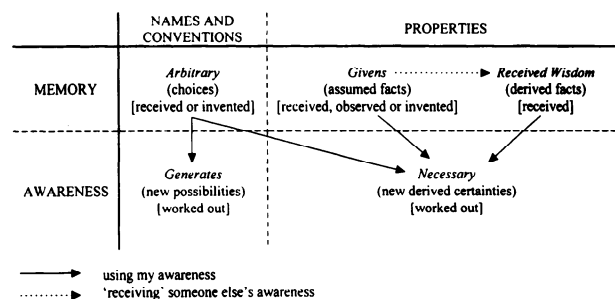 NAMES AND
CONVENTIONS
PROPERTIES
MEMORY
Arbitrary
(choices)
[received or invented]
Givens
(assumed facts)
[received, observed or invented]
Received Wisdom
(derived facts)
[received]
AWARENESS
Generates
(new possibilities)
[worked out]
Necessary
(new derived certainties)
[worked out]
using my awareness
'receiving' someone else's awareness